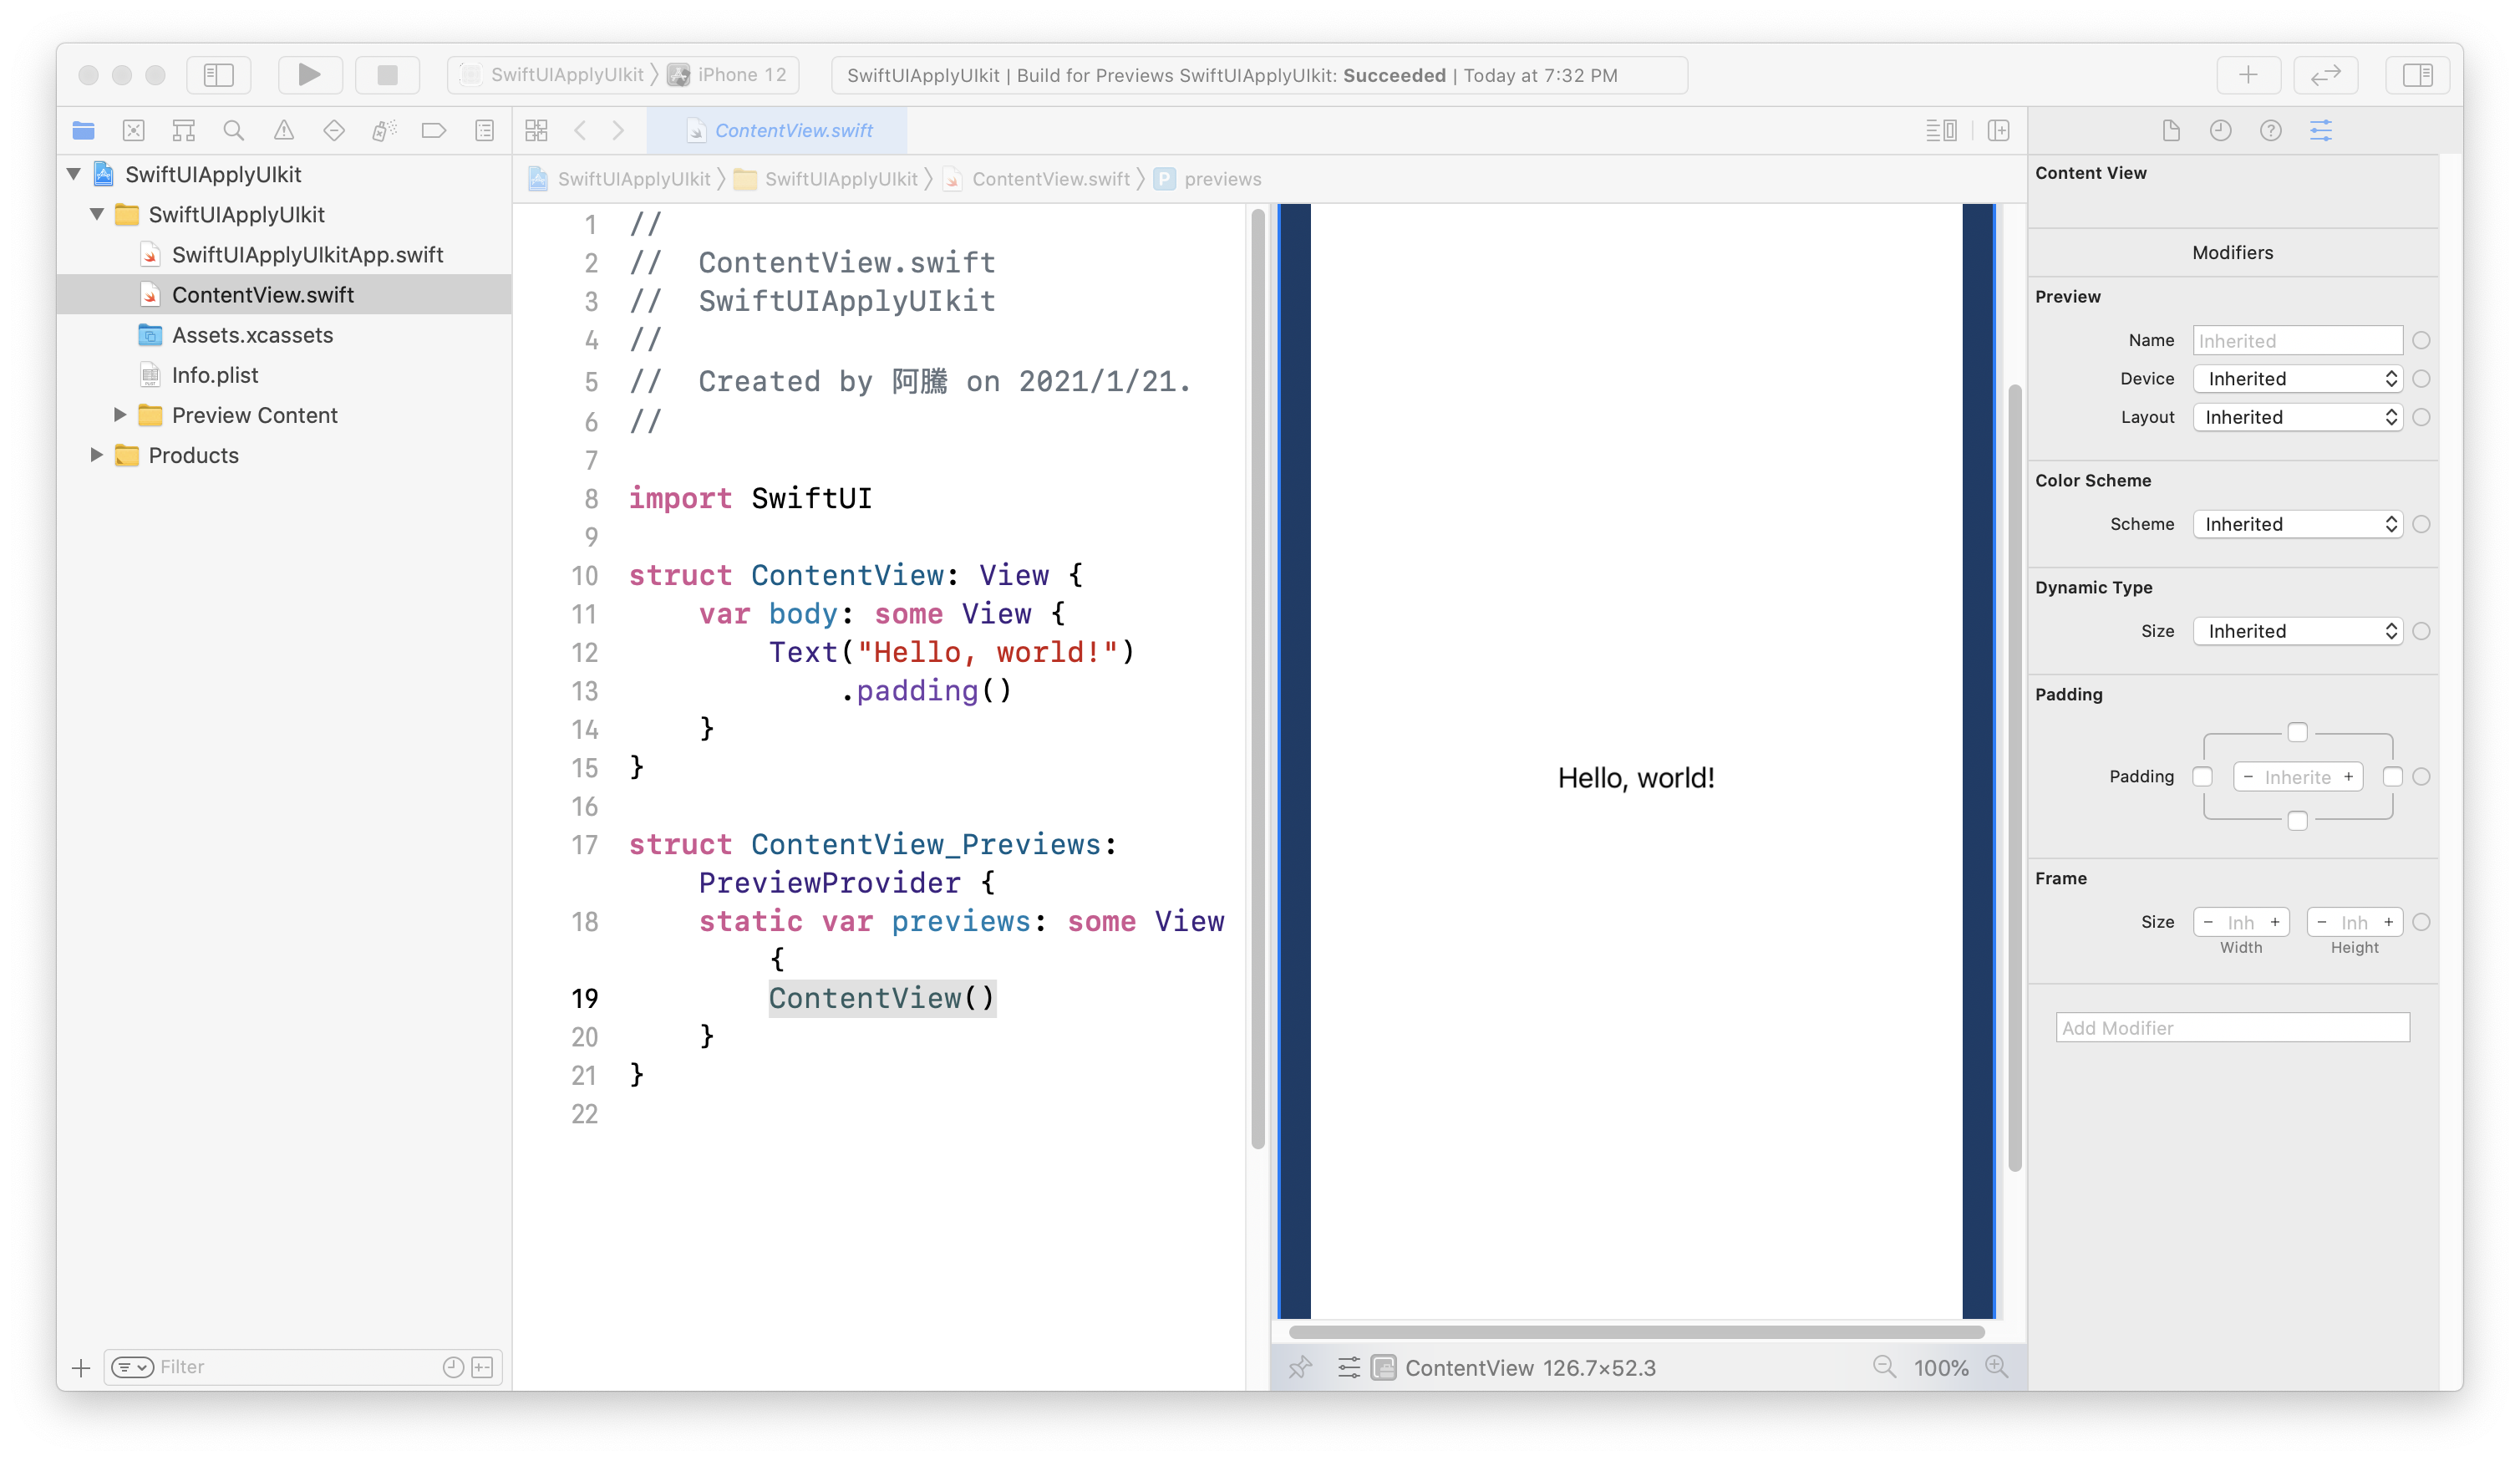 SwiftUIApplyUIkit 〉 iPhone 12
SwiftUIApplyUIkit | Build for Previews SwiftUIApplyUIkit: Succeeded | Today at 7:32 PM
SwiftUIApplyUIkit
SwiftUIApplyUIkit
SwiftUIApplyUIkitApp.swift
ContentView.swift
Assets.xcassets
Info.plist
Preview Content
Products
Filter
ContentView.swift
SwiftUIApplyUIkit 〉 SwiftUIApplyUIkit 〉 ContentView.swift 〉 P previews
1 //
2 //  ContentView.swift
3 //  SwiftUIApplyUIkit
4 //
5 //  Created by 阿騰 on 2021/1/21.
6 //
7
8 import SwiftUI
9
10 struct ContentView: View {
11     var body: some View {
12         Text("Hello, world!")
13             .padding()
14     }
15 }
16
17 struct ContentView_Previews:
    PreviewProvider {
18     static var previews: some View
        {
19         ContentView()
20     }
21 }
22
Hello, world!
ContentView 126.7×52.3
100%
Content View
Modifiers
Preview
Name Inherited
Device Inherited
Layout Inherited
Color Scheme
Scheme Inherited
Dynamic Type
Size Inherited
Padding
Padding − Inherite +
Frame
Size − Inh + − Inh +
Width Height
Add Modifier